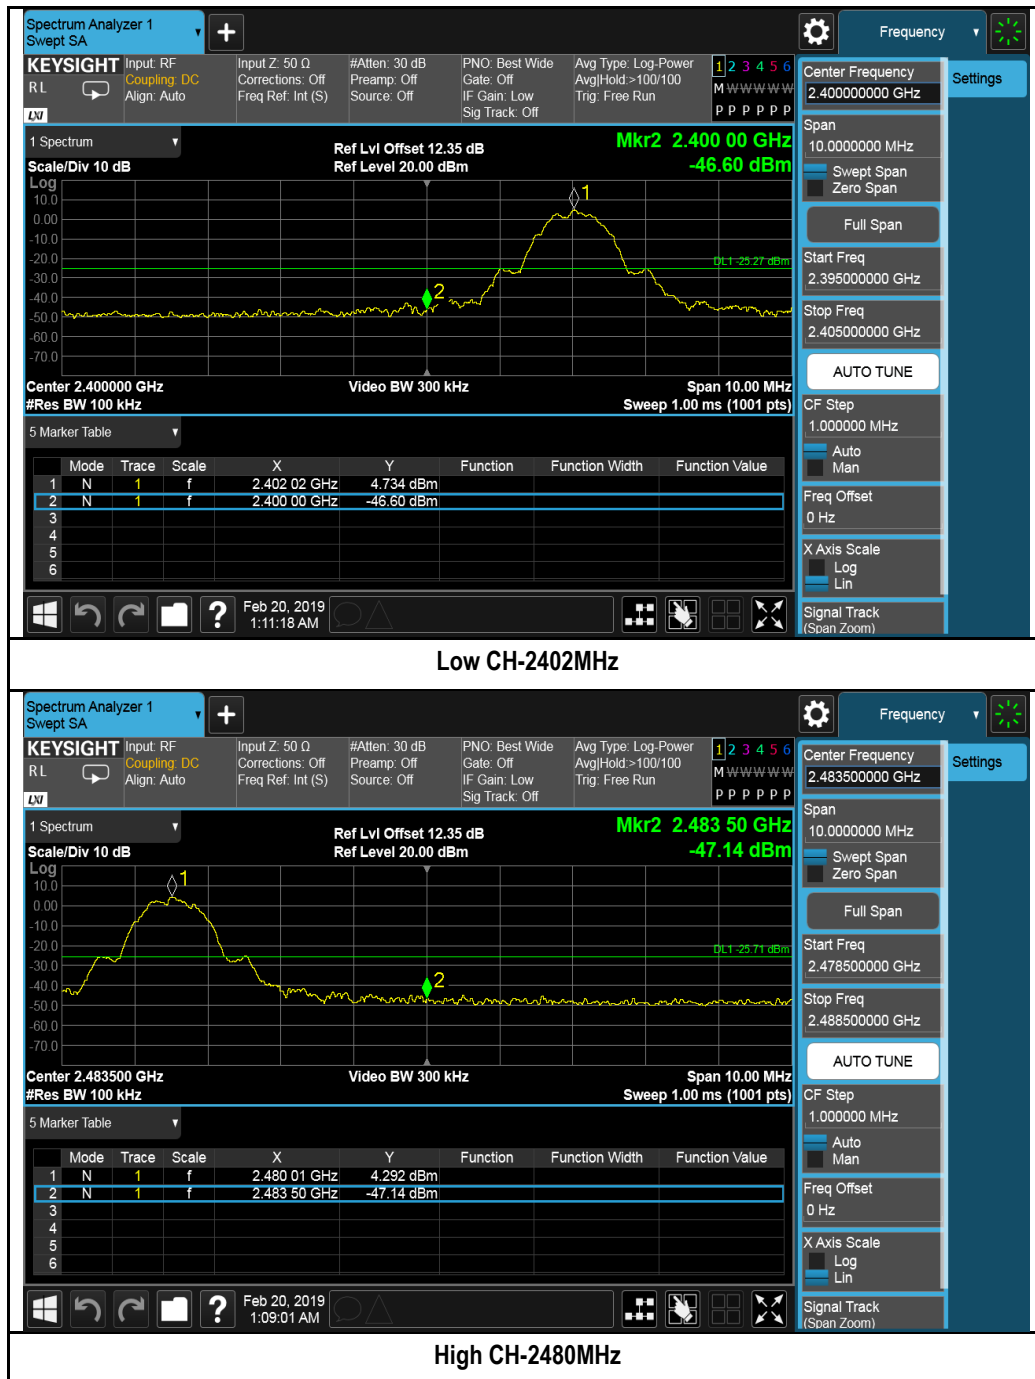 Spectrum Analyzer 1
Swept SA
Frequency
KEYSIGHT
RL
LXI
Input: RF
Coupling: DC
Align: Auto
Input Z: 50 Ω
Corrections: Off
Freq Ref: Int (S)
#Atten: 30 dB
Preamp: Off
Source: Off
PNO: Best Wide
Gate: Off
IF Gain: Low
Sig Track: Off
Avg Type: Log-Power
Avg|Hold:>100/100
Trig: Free Run
1 2 3 4 5 6
M W W W W W
P P P P P P
Center Frequency
2.400000000 GHz
Settings
Span
10.0000000 MHz
Swept Span
Zero Span
Full Span
Start Freq
2.395000000 GHz
Stop Freq
2.405000000 GHz
AUTO TUNE
CF Step
1.000000 MHz
Auto
Man
Freq Offset
0 Hz
X Axis Scale
Log
Lin
Signal Track
(Span Zoom)
1 Spectrum
Scale/Div 10 dB
Ref Lvl Offset 12.35 dB
Ref Level 20.00 dBm
Mkr2 2.400 00 GHz
-46.60 dBm
Log
10.0
0.00
-10.0
-20.0
-30.0
-40.0
-50.0
-60.0
-70.0
1
2
DL1 -25.27 dBm
Center 2.400000 GHz
#Res BW 100 kHz
Video BW 300 kHz
Span 10.00 MHz
Sweep 1.00 ms (1001 pts)
5 Marker Table
Mode Trace Scale X Y Function Function Width Function Value
1 N 1 f 2.402 02 GHz 4.734 dBm
2 N 1 f 2.400 00 GHz -46.60 dBm
3
4
5
6
?
Feb 20, 2019
1:11:18 AM
Low CH-2402MHz
Spectrum Analyzer 1
Swept SA
Frequency
KEYSIGHT
RL
LXI
Input: RF
Coupling: DC
Align: Auto
Input Z: 50 Ω
Corrections: Off
Freq Ref: Int (S)
#Atten: 30 dB
Preamp: Off
Source: Off
PNO: Best Wide
Gate: Off
IF Gain: Low
Sig Track: Off
Avg Type: Log-Power
Avg|Hold:>100/100
Trig: Free Run
1 2 3 4 5 6
M W W W W W
P P P P P P
Center Frequency
2.483500000 GHz
Settings
Span
10.0000000 MHz
Swept Span
Zero Span
Full Span
Start Freq
2.478500000 GHz
Stop Freq
2.488500000 GHz
AUTO TUNE
CF Step
1.000000 MHz
Auto
Man
Freq Offset
0 Hz
X Axis Scale
Log
Lin
Signal Track
(Span Zoom)
1 Spectrum
Scale/Div 10 dB
Ref Lvl Offset 12.35 dB
Ref Level 20.00 dBm
Mkr2 2.483 50 GHz
-47.14 dBm
Log
10.0
0.00
-10.0
-20.0
-30.0
-40.0
-50.0
-60.0
-70.0
1
2
DL1 -25.71 dBm
Center 2.483500 GHz
#Res BW 100 kHz
Video BW 300 kHz
Span 10.00 MHz
Sweep 1.00 ms (1001 pts)
5 Marker Table
Mode Trace Scale X Y Function Function Width Function Value
1 N 1 f 2.480 01 GHz 4.292 dBm
2 N 1 f 2.483 50 GHz -47.14 dBm
3
4
5
6
?
Feb 20, 2019
1:09:01 AM
High CH-2480MHz